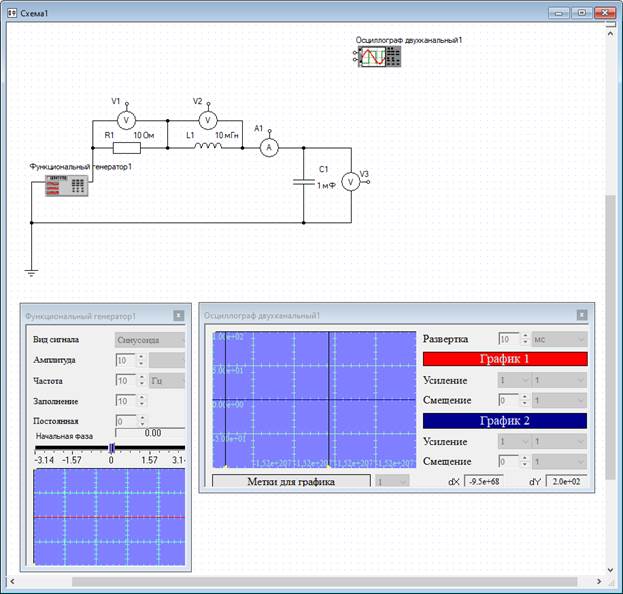 Схема1
Осциллограф двухканальный1
V1
V2
V
V
A1
R1 10 Ом
L1 10 мГн
A
Функциональный генератор1
C1
1 мФ
V
V3
Функциональный генератор1
Вид сигнала Синусоида
Амплитуда 10
Частота 10 Гц
Заполнение 10
Постоянная 0
Начальная фаза 0.00
-3.14 -1.57 0 1.57 3.1
Осциллограф двухканальный1
1.00e+02
5.00e+01
0.00e+00
-5.00e+01
-1,52e+207 -1,52e+207 -1,52e+207 -1,52e+207
Развертка 10 мс
График 1
Усиление 1 1
Смещение 0 1
График 2
Усиление 1 1
Смещение 0 1
Метки для графика 1
dX -9.5e+68 dY 2.0e+02